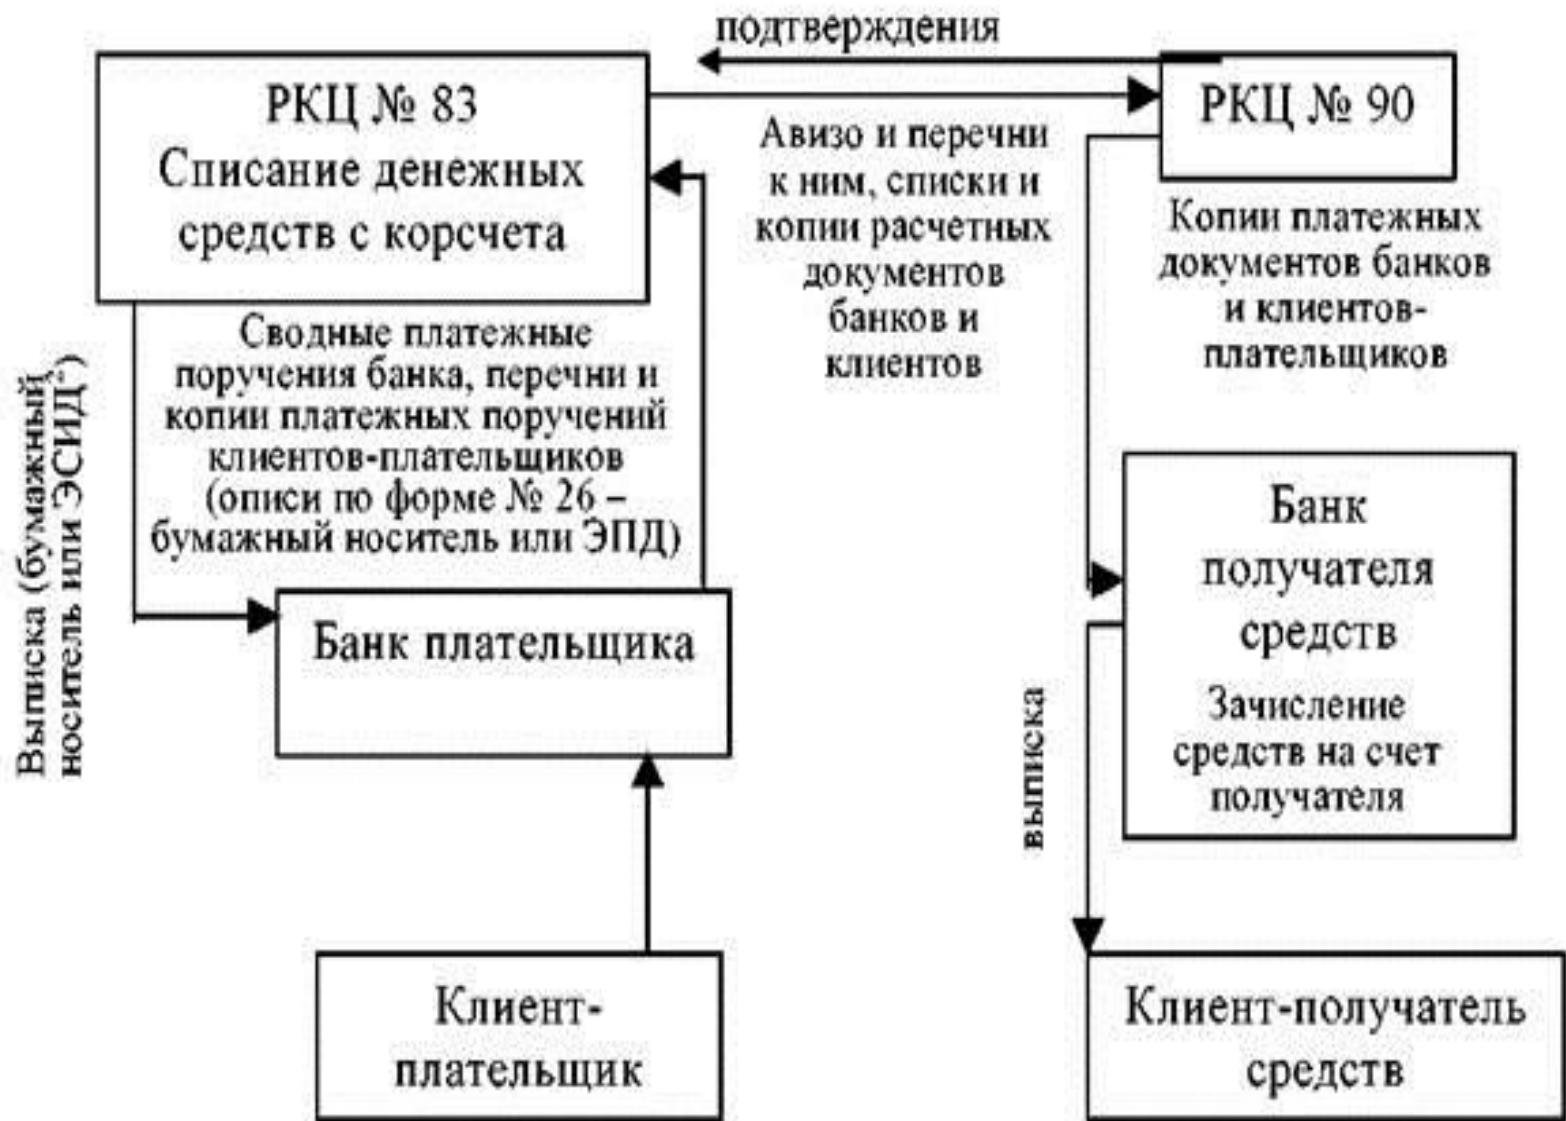 подтверждения
РКЦ № 83
Списание денежных
средств с корсчета
РКЦ № 90
Авизо и перечни
к ним, списки и
копии расчетных
документов
банков и
клиентов
Копии платежных
документов банков
и клиентов-
плательщиков
Выписка (бумажный
носитель или ЭСИД
Сводные платежные
поручения банка, перечни и
копии платежных поручений
клиентов-плательщиков
(описи по форме № 26 –
бумажный носитель или ЭПД)
Банк плательщика
Банк
получателя
средств
Зачисление
средств на счет
получателя
выписка
Клиент-
плательщик
Клиент-получатель
средств